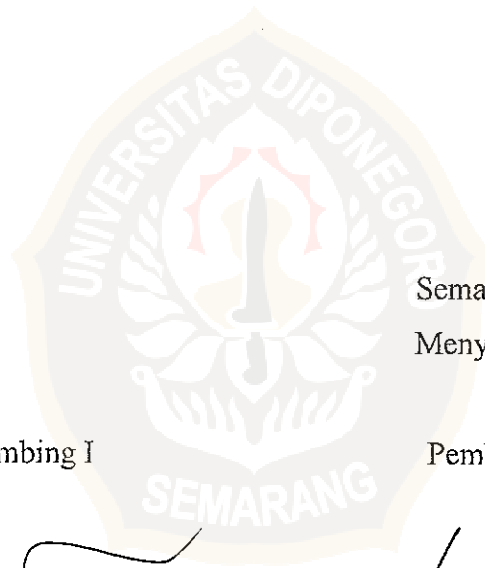 UNIVERSITAS DIPONEGORO
Sema
Meny
mbing I
Pem
SEMARANG